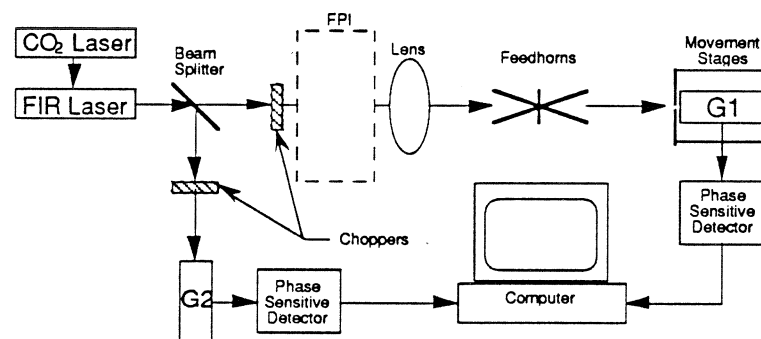 FPI
CO2 Laser
Beam
Splitter
Lens
Feedhorns
Movement
Stages
FIR Laser
G1
Phase
Sensitive
Detector
Choppers
G2
Phase
Sensitive
Detector
Computer